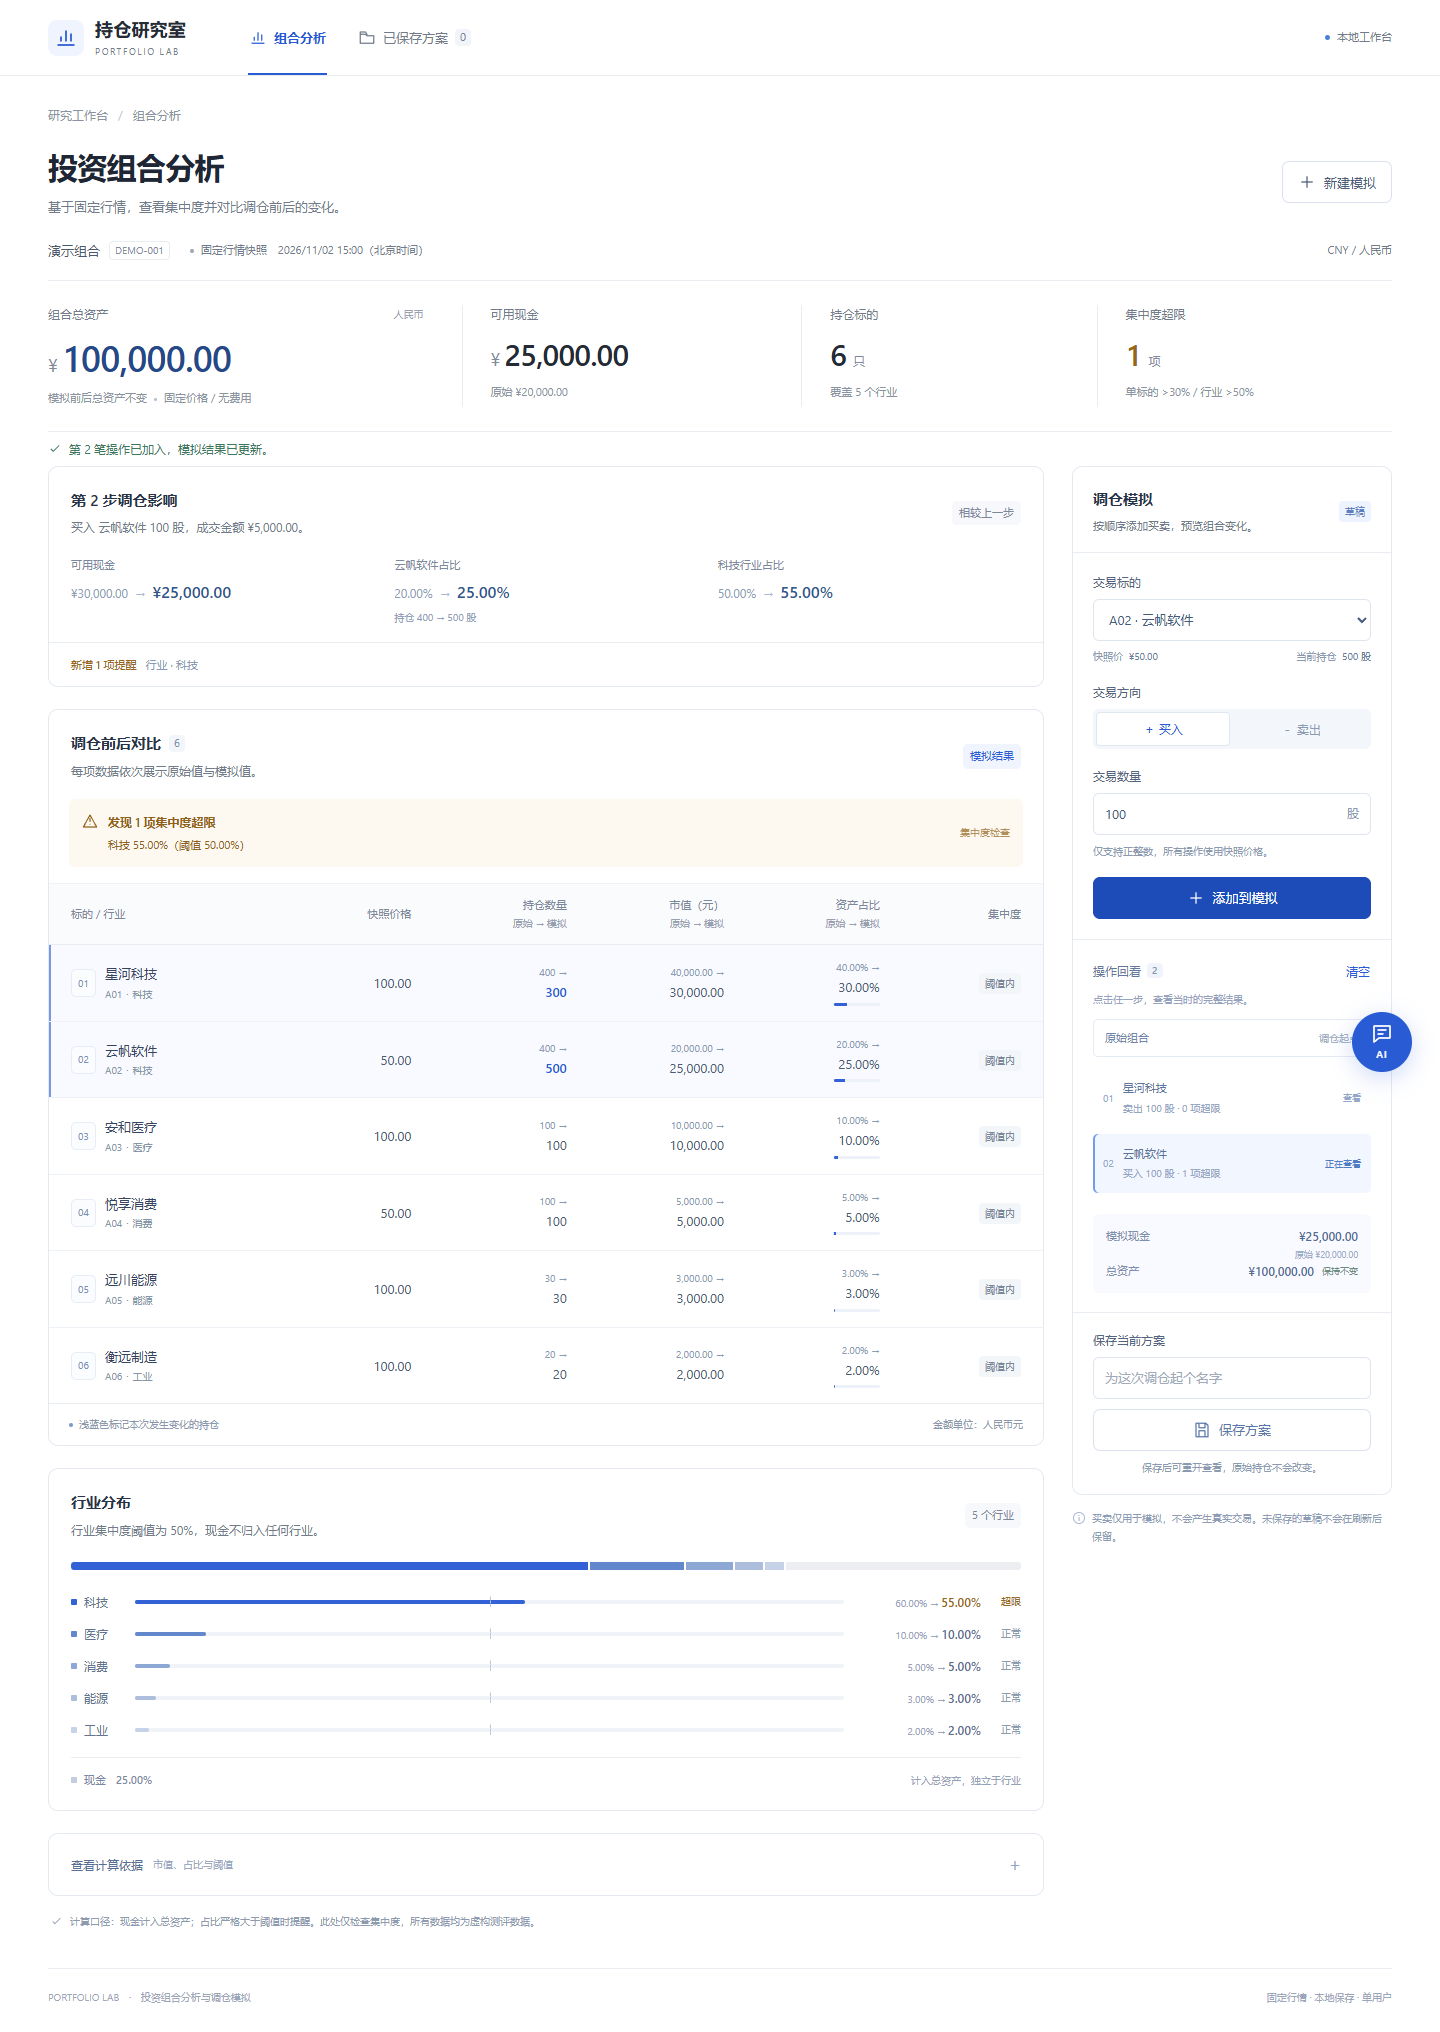 持仓研究室
PORTFOLIO LAB
组合分析
已保存方案 0
本地工作台
研究工作台 / 组合分析
投资组合分析
基于固定行情，查看集中度并对比调仓前后的变化。
新建模拟
演示组合 DEMO-001 固定行情快照 2026/11/02 15:00（北京时间）
CNY / 人民币
组合总资产 人民币
¥ 100,000.00
模拟前后总资产不变 • 固定价格 / 无费用
可用现金
¥ 25,000.00
原始 ¥20,000.00
持仓标的
6 只
覆盖 5 个行业
集中度超限
1 项
单标的 >30% / 行业 >50%
第 2 笔操作已加入，模拟结果已更新。
第 2 步调仓影响
买入 云帆软件 100 股，成交金额 ¥5,000.00。
相较上一步
可用现金
¥30,000.00 → ¥25,000.00
云帆软件占比
20.00% → 25.00%
持仓 400 → 500 股
科技行业占比
50.00% → 55.00%
新增 1 项提醒 行业 · 科技
调仓前后对比 6
每项数据依次展示原始值与模拟值。
模拟结果
发现 1 项集中度超限
科技 55.00%（阈值 50.00%）
集中度检查
标的 / 行业
快照价格
持仓数量
原始 → 模拟
市值（元）
原始 → 模拟
资产占比
原始 → 模拟
集中度
01
星河科技
A01 · 科技
100.00
400 →
300
40,000.00 →
30,000.00
40.00% →
30.00%
阈值内
02
云帆软件
A02 · 科技
50.00
400 →
500
20,000.00 →
25,000.00
20.00% →
25.00%
阈值内
03
安和医疗
A03 · 医疗
100.00
100 →
100
10,000.00 →
10,000.00
10.00% →
10.00%
阈值内
04
悦享消费
A04 · 消费
50.00
100 →
100
5,000.00 →
5,000.00
5.00% →
5.00%
阈值内
05
远川能源
A05 · 能源
100.00
30 →
30
3,000.00 →
3,000.00
3.00% →
3.00%
阈值内
06
衡远制造
A06 · 工业
100.00
20 →
20
2,000.00 →
2,000.00
2.00% →
2.00%
阈值内
浅蓝色标记本次发生变化的持仓
金额单位：人民币元
行业分布
行业集中度阈值为 50%，现金不归入任何行业。
5 个行业
科技 60.00% → 55.00% 超限
医疗 10.00% → 10.00% 正常
消费 5.00% → 5.00% 正常
能源 3.00% → 3.00% 正常
工业 2.00% → 2.00% 正常
现金 25.00%
计入总资产，独立于行业
查看计算依据 市值、占比与阈值 +
计算口径：现金计入总资产；占比严格大于阈值时提醒。此处仅检查集中度，所有数据均为虚构测评数据。
调仓模拟
按顺序添加买卖，预览组合变化。
草稿
交易标的
A02 · 云帆软件
快照价 ¥50.00
当前持仓 500 股
交易方向
+ 买入
- 卖出
交易数量
100 股
仅支持正整数，所有操作使用快照价格。
添加到模拟
操作回看 2
清空
点击任一步，查看当时的完整结果。
原始组合 调仓起
AI
01
星河科技
卖出 100 股 · 0 项超限
查看
02
云帆软件
买入 100 股 · 1 项超限
正在查看
模拟现金 ¥25,000.00
原始 ¥20,000.00
总资产 ¥100,000.00 保持不变
保存当前方案
为这次调仓起个名字
保存方案
保存后可重开查看，原始持仓不会改变。
买卖仅用于模拟，不会产生真实交易。未保存的草稿不会在刷新后
保留。
PORTFOLIO LAB · 投资组合分析与调仓模拟
固定行情 · 本地保存 · 单用户